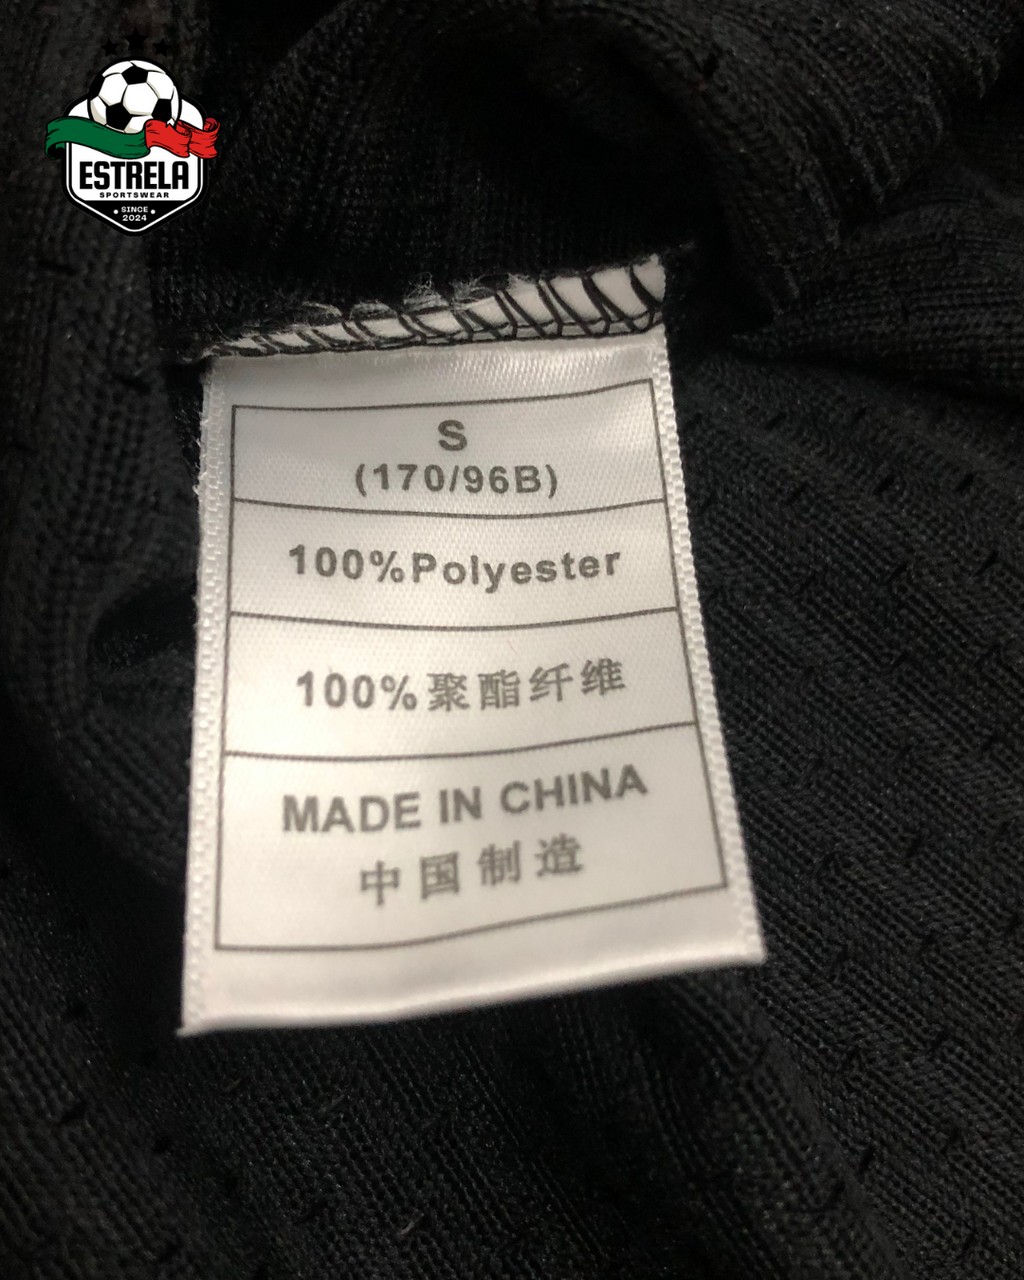 ESTRELA
SPORTSWEAR
SINCE
2024
S
(170/96B)
100%Polyester
100%聚酯纤维
MADE IN CHINA
中国制造